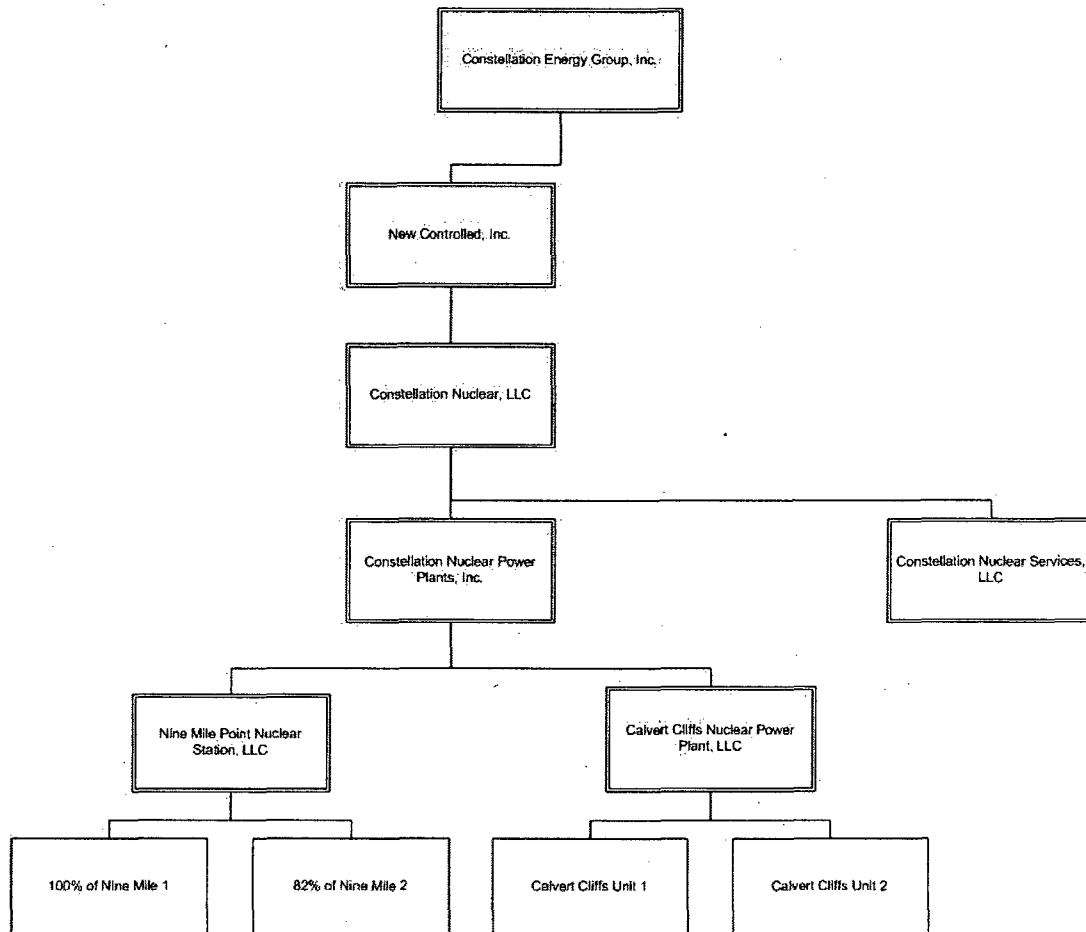 Constellation Energy Group, Inc.
New Controlled, Inc.
Constellation Nuclear, LLC
Constellation Nuclear Power
Plants, Inc.
Constellation Nuclear Services,
LLC
Nine Mile Point Nuclear
Station, LLC
Calvert Cliffs Nuclear Power
Plant, LLC
100% of Nine Mile 1
82% of Nine Mile 2
Calvert Cliffs Unit 1
Calvert Cliffs Unit 2